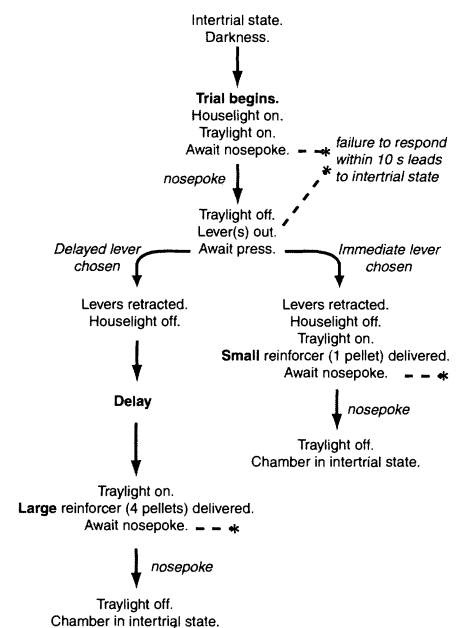 Intertrial state.
Darkness.
Trial begins.
Houselight on.
Traylight on.
Await nosepoke.
failure to respond
within 10 s leads
to intertrial state
nosepoke
Traylight off.
Lever(s) out.
Await press.
Delayed lever
chosen
Immediate lever
chosen
Levers retracted.
Houselight off.
Levers retracted.
Houselight off.
Traylight on.
Small reinforcer (1 pellet) delivered.
Await nosepoke.
Delay
nosepoke
Traylight off.
Chamber in intertrial state.
Traylight on.
Large reinforcer (4 pellets) delivered.
Await nosepoke.
nosepoke
Traylight off.
Chamber in intertrial state.